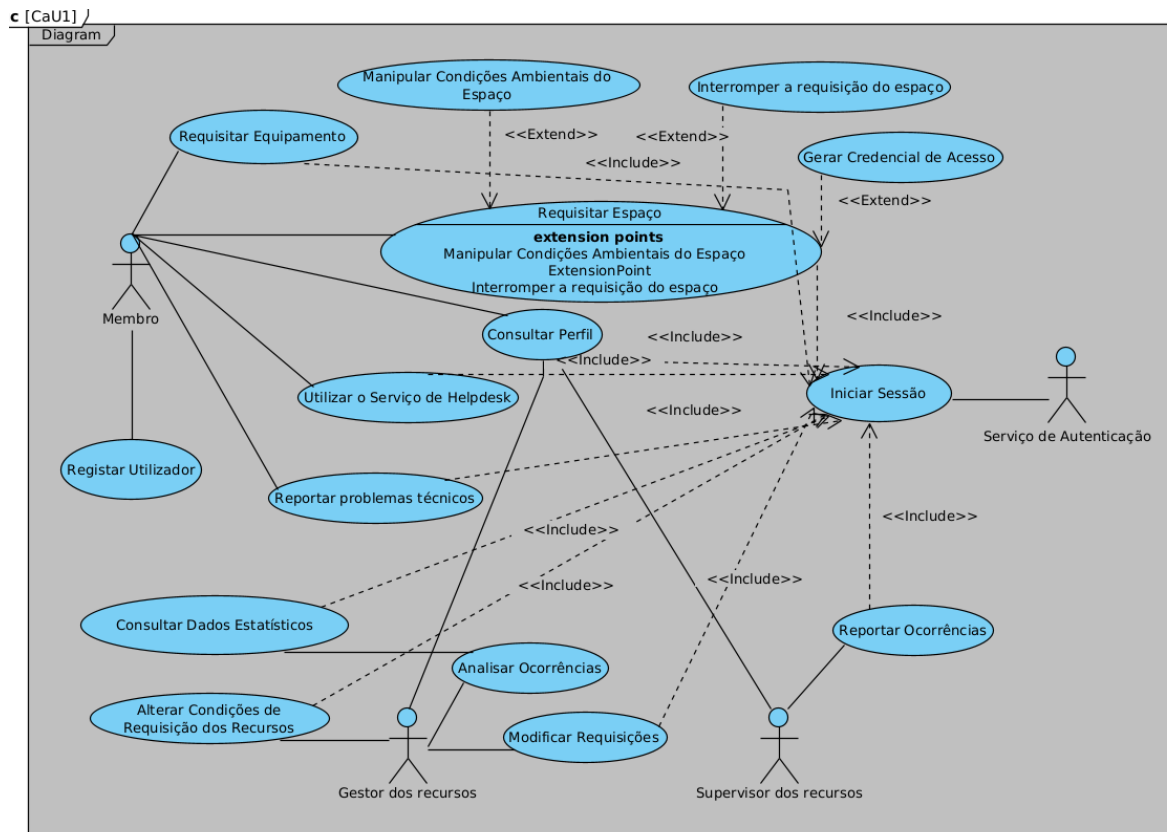 c [CaU1]
Diagram
Manipular Condições Ambientais do
Espaço
Interromper a requisição do espaço
Requisitar Equipamento
<<Extend>>
<<Extend>>
<<Include>>
Gerar Credencial de Acesso
<<Extend>>
Requisitar Espaço
extension points
Manipular Condições Ambientais do Espaço
ExtensionPoint
Interromper a requisição do espaço
Membro
<<Include>>
Consultar Perfil
<<Include>>
<<Include>>
Utilizar o Serviço de Helpdesk
Iniciar Sessão
<<Include>>
Serviço de Autenticação
Registar Utilizador
Reportar problemas técnicos
<<Include>>
<<Include>>
<<Include>>
<<Include>>
Consultar Dados Estatísticos
Reportar Ocorrências
Analisar Ocorrências
Alterar Condições de
Requisição dos Recursos
Modificar Requisições
Gestor dos recursos
Supervisor dos recursos